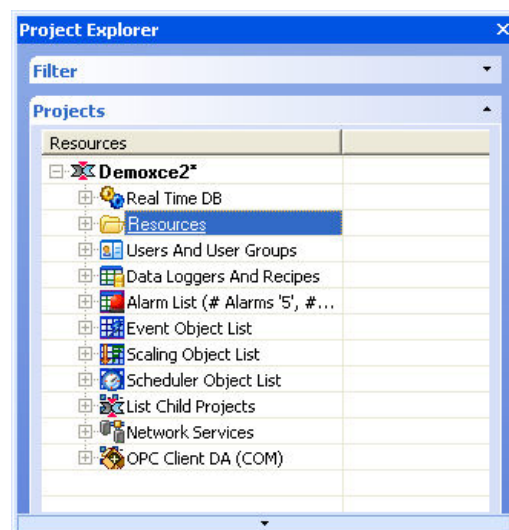 Project Explorer
Filter
Projects
Resources
Demoxce2*
Real Time DB
Resources
Users And User Groups
Data Loggers And Recipes
Alarm List (# Alarms '5', #...
Event Object List
Scaling Object List
Scheduler Object List
List Child Projects
Network Services
OPC Client DA (COM)